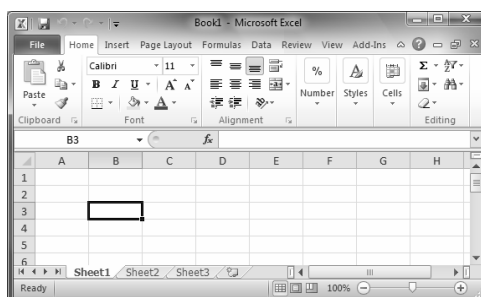 Book1 - Microsoft Excel
File Home Insert Page Layout Formulas Data Review View Add-Ins
Calibri 11 %
B I U A A Number Styles Cells
Paste A
Clipboard Font Alignment Editing
B3 fx
A B C D E F G H
1
2
3
4
5
6
Sheet1 Sheet2 Sheet3
Ready 100%